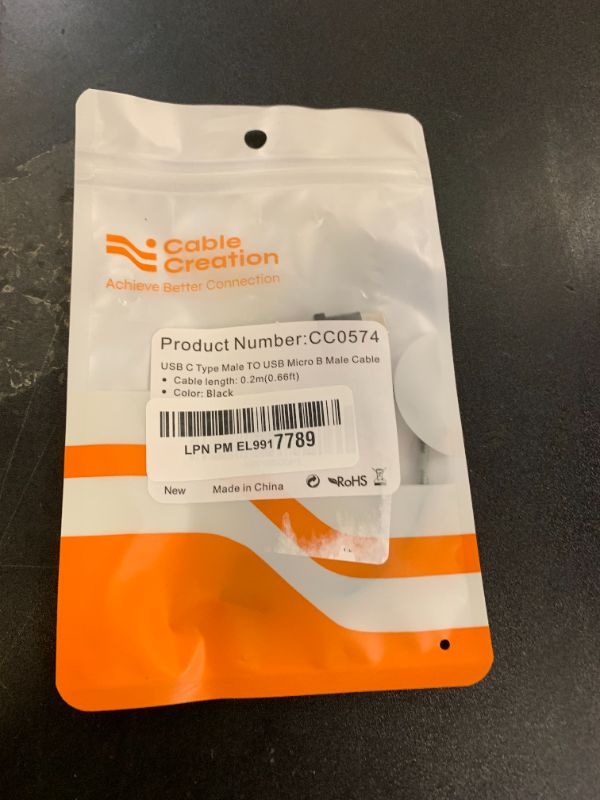 Cable
Creation
Achieve Better Connection
Product Number:CC0574
USB C Type Male TO USB Micro B Male Cable
• Cable length: 0.2m(0.66ft)
• Color: Black
LPN PM EL9917789
New Made in China RoHS